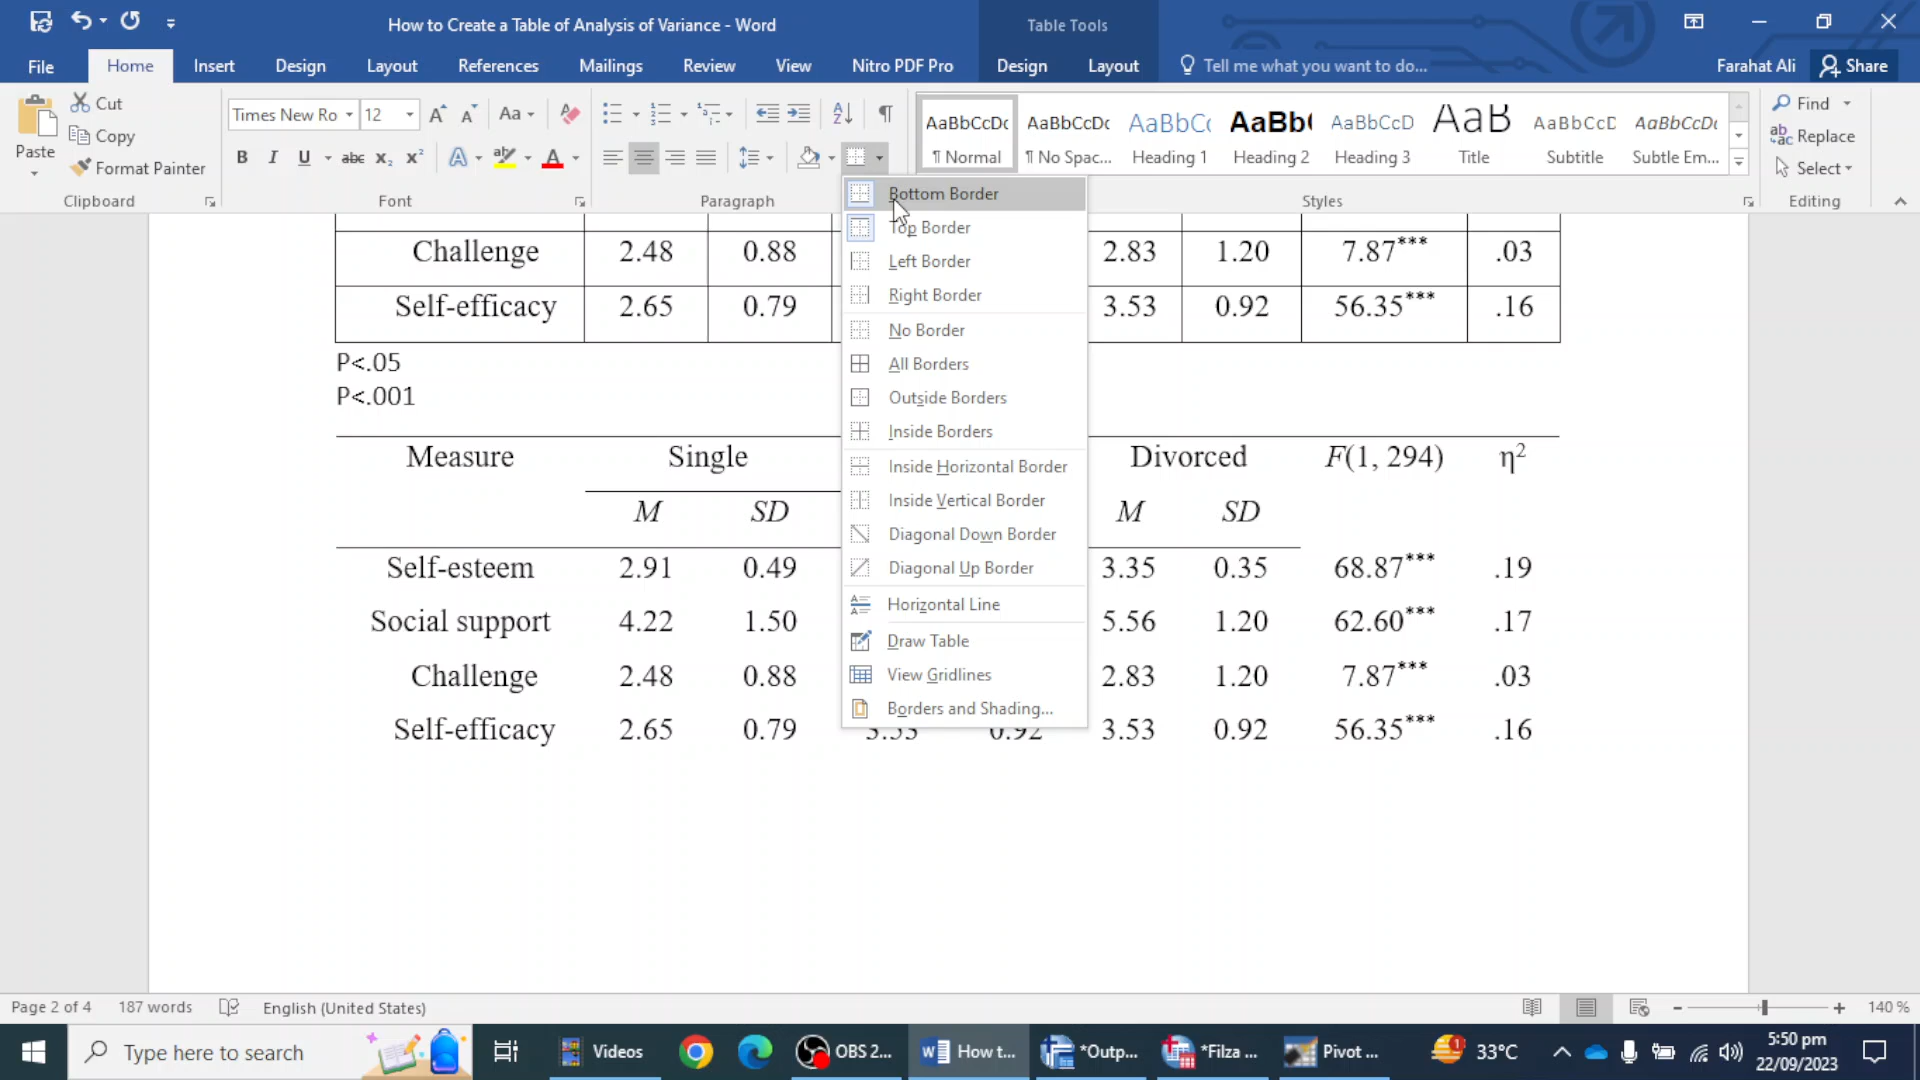 How to Create a Table of Analysis of Variance - Word
Table Tools
File Home Insert Design Layout References Mailings Review View Nitro PDF Pro Design Layout Tell me what you want to do... Farahat Ali Share
Paste
Cut
Copy
Format Painter
Clipboard
Times New Ro 12
Font
Paragraph
AaBbCcDc AaBbCcDc AaBbCc AaBb( AaBbCcD AaB AaBbCcD AaBbCcDc
¶ Normal ¶ No Spac... Heading 1 Heading 2 Heading 3 Title Subtitle Subtle Em...
Styles
Find
Replace
Select
Editing
Bottom Border
Top Border
Left Border
Right Border
No Border
All Borders
Outside Borders
Inside Borders
Inside Horizontal Border
Inside Vertical Border
Diagonal Down Border
Diagonal Up Border
Horizontal Line
Draw Table
View Gridlines
Borders and Shading...
Challenge 2.48 0.88 2.83 1.20 7.87*** .03
Self-efficacy 2.65 0.79 3.53 0.92 56.35*** .16
P<.05
P<.001
Measure Single Divorced F(1, 294) η²
M SD M SD
Self-esteem 2.91 0.49 3.35 0.35 68.87*** .19
Social support 4.22 1.50 5.56 1.20 62.60*** .17
Challenge 2.48 0.88 2.83 1.20 7.87*** .03
Self-efficacy 2.65 0.79 3.53 0.92 3.53 0.92 56.35*** .16
Page 2 of 4 187 words English (United States) 140 %
Type here to search Videos OBS 2... How t... *Outp... *Filza ... Pivot ... 33°C
5:50 pm
22/09/2023